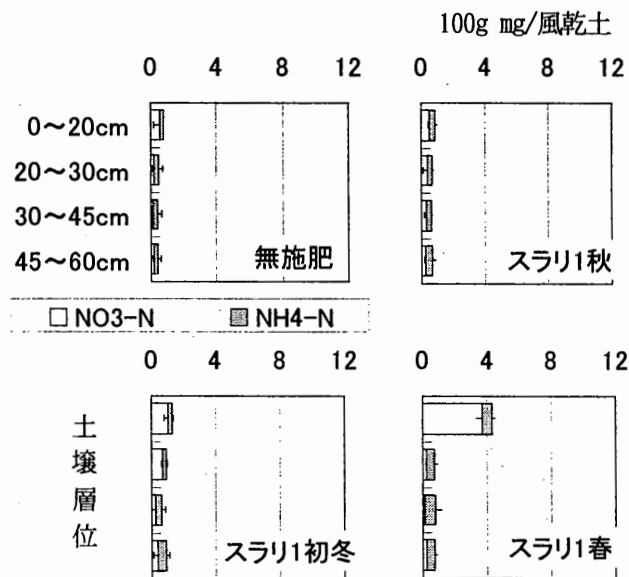 100g mg/風乾土
0 4 8 12 0 4 8 12
0～20cm
20～30cm
30～45cm
45～60cm
無施肥
スラリ1秋
NO3-N NH4-N
0 4 8 12 0 4 8 12
土壌層位
スラリ1初冬
スラリ1春